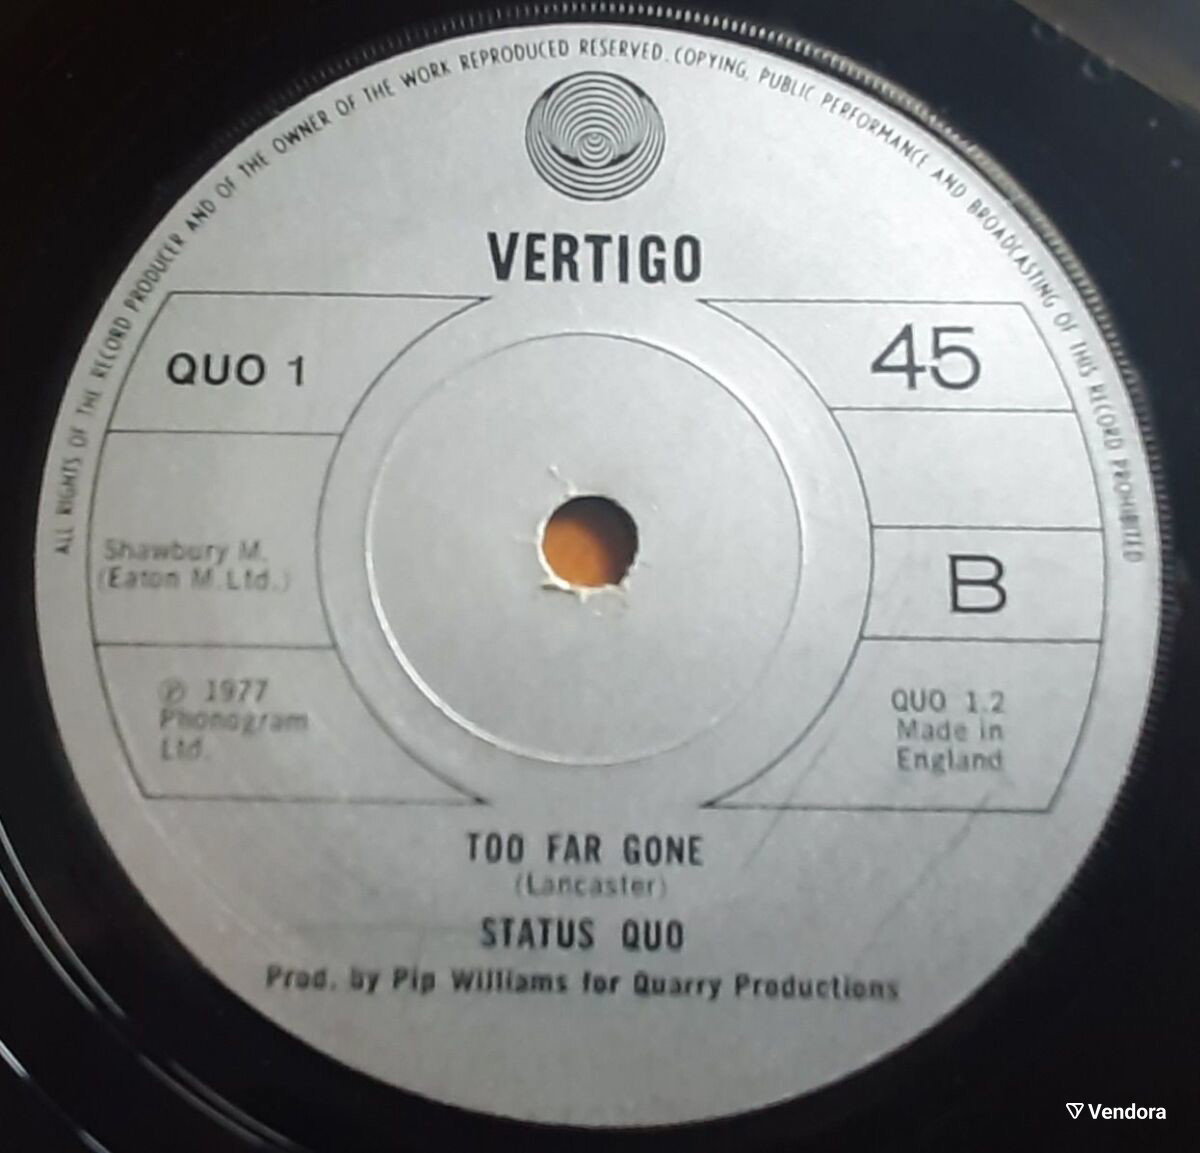 ALL RIGHTS OF THE RECORD PRODUCER AND OF THE OWNER OF THE WORK REPRODUCED RESERVED. COPYING, PUBLIC PERFORMANCE AND BROADCASTING OF THIS RECORD PROHIBITED
VERTIGO
QUO 1
45
Shawbury M.
(Eaton M.Ltd.)
B
℗ 1977
Phonogram
Ltd.
QUO 1.2
Made in
England
TOO FAR GONE
(Lancaster)
STATUS QUO
Prod. by Pip Williams for Quarry Productions
Vendora